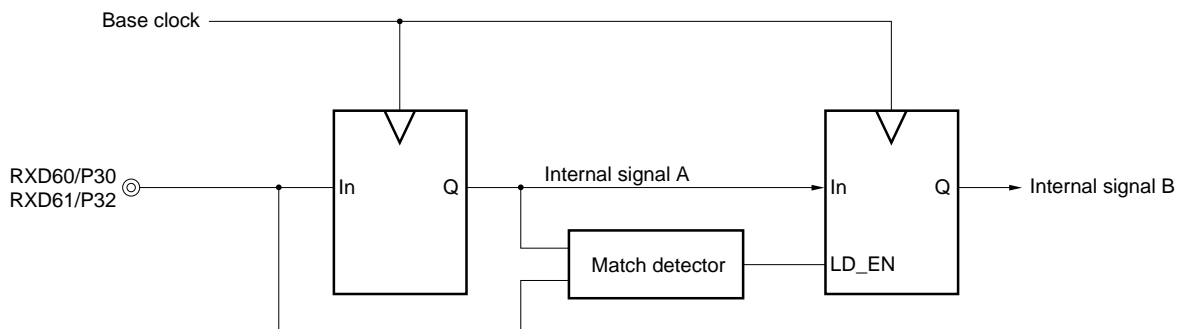 Base clock
RXD60/P30
RXD61/P32
In
Q
Internal signal A
In
Q
Internal signal B
Match detector
LD_EN